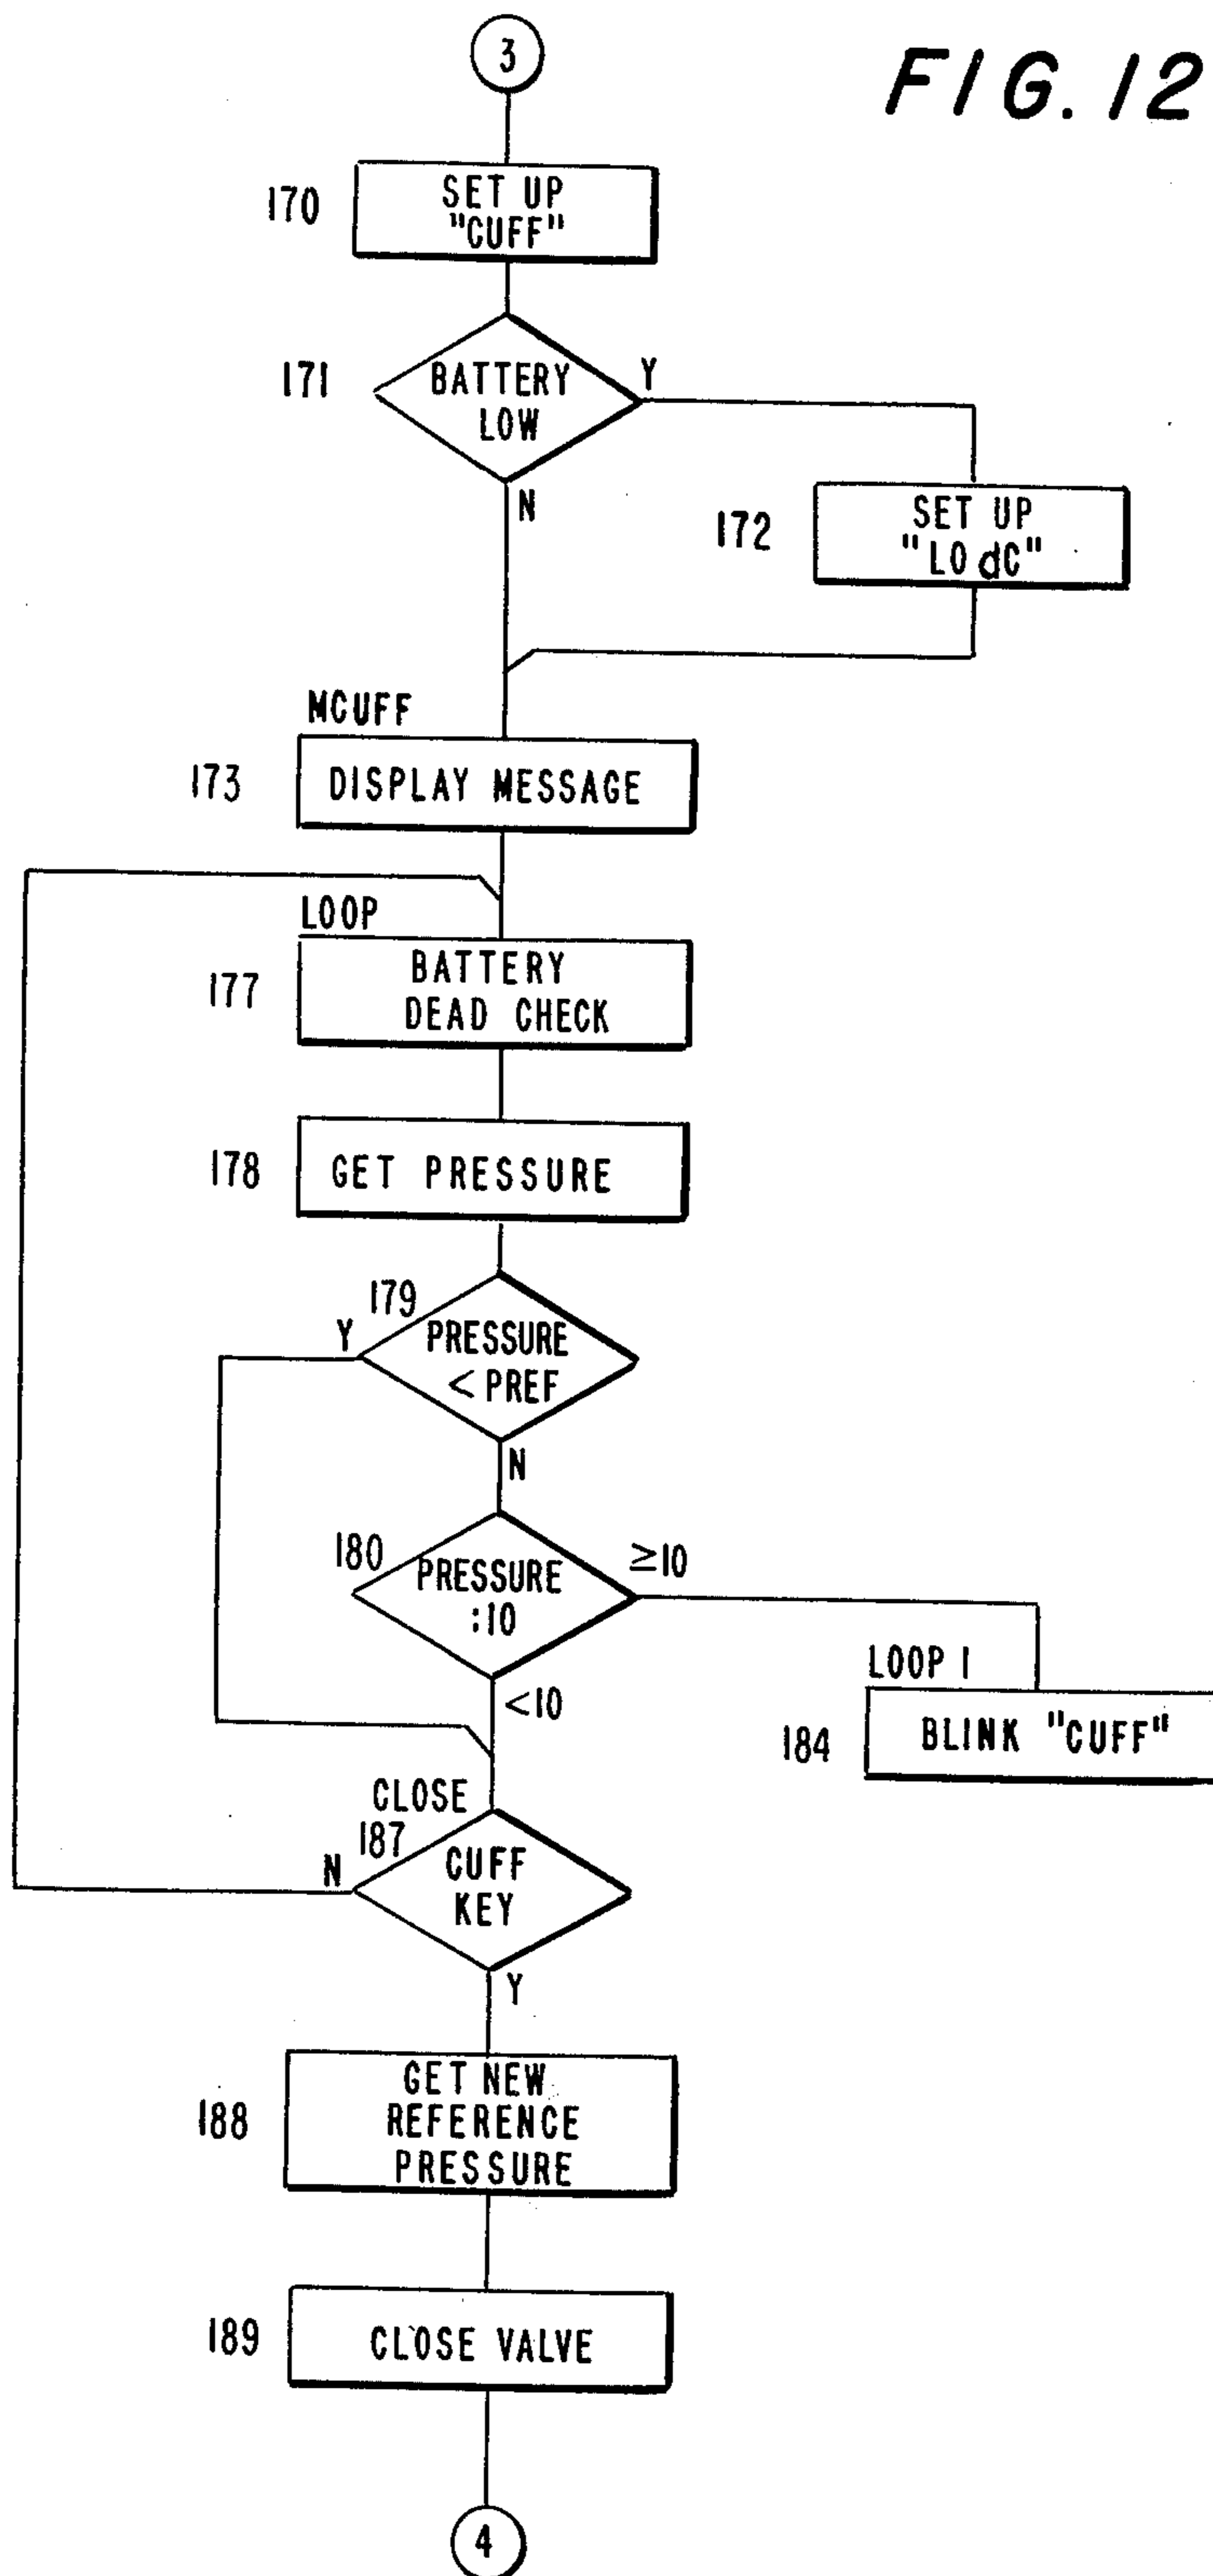 3
FIG. 12
170
SET UP
"CUFF"
171
BATTERY
LOW
Y
N
172
SET UP
"LO dC"
MCUFF
173
DISPLAY MESSAGE
LOOP
177
BATTERY
DEAD CHECK
178
GET PRESSURE
179
Y
PRESSURE
< PREF
N
180
PRESSURE
:10
≥10
<10
LOOP 1
184
BLINK "CUFF"
CLOSE
187
N
CUFF
KEY
Y
188
GET NEW
REFERENCE
PRESSURE
189
CLOSE VALVE
4